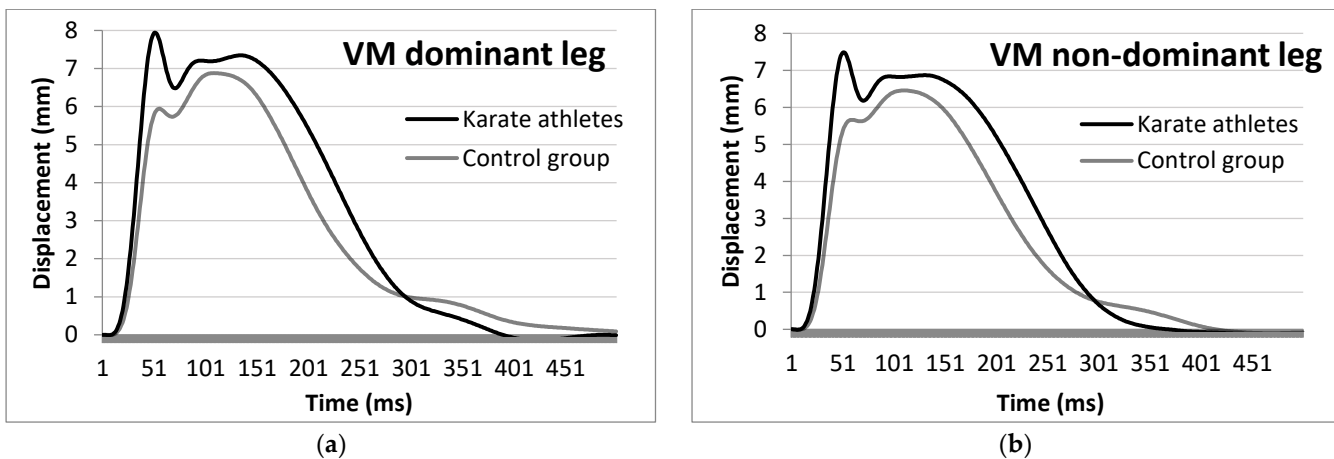 VM dominant leg
Karate athletes
Control group
Displacement (mm)
8
7
6
5
4
3
2
1
0
1 51 101 151 201 251 301 351 401 451
Time (ms)
(a)
VM non-dominant leg
Karate athletes
Control group
Displacement (mm)
8
7
6
5
4
3
2
1
0
1 51 101 151 201 251 301 351 401 451
Time (ms)
(b)